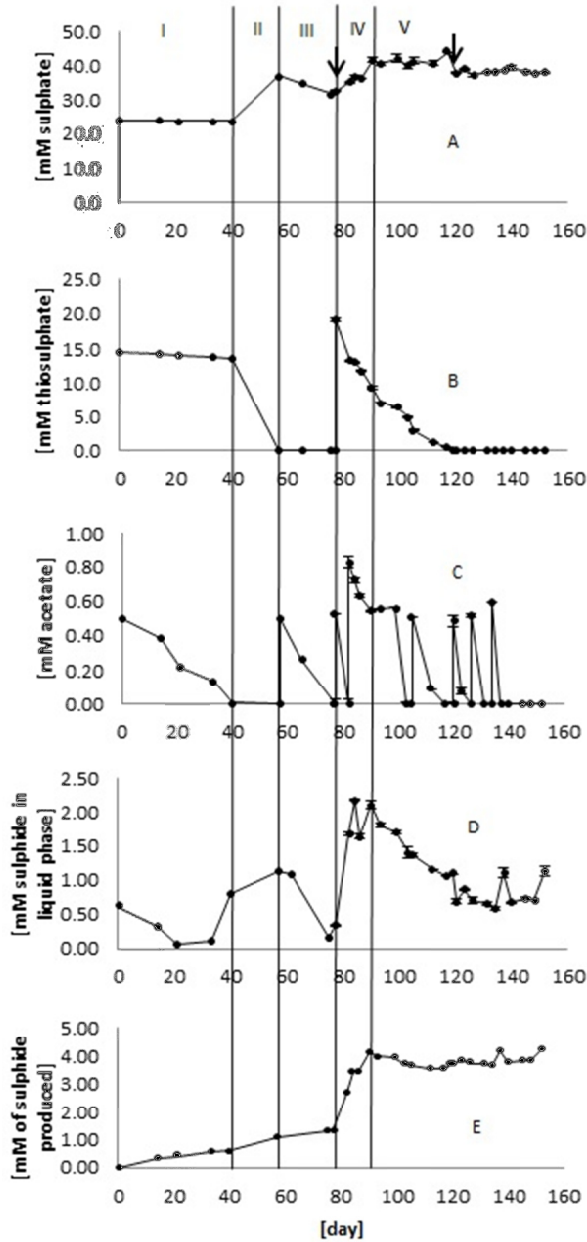 I II III IV V
[mM sulphate]
50.0
40.0
30.0
20.0
10.0
0.0
A
0 20 40 60 80 100 120 140 160
[mM thiosulphate]
25.0
20.0
15.0
10.0
5.0
0.0
B
0 20 40 60 80 100 120 140 160
[mM acetate]
1.00
0.80
0.60
0.40
0.20
0.00
C
0 20 40 60 80 100 120 140 160
[mM sulphide in
liquid phase]
2.50
2.00
1.50
1.00
0.50
0.00
D
0 20 40 60 80 100 120 140 160
[mM of sulphide
produced]
5.00
4.00
3.00
2.00
1.00
0.00
E
0 20 40 60 80 100 120 140 160
[day]